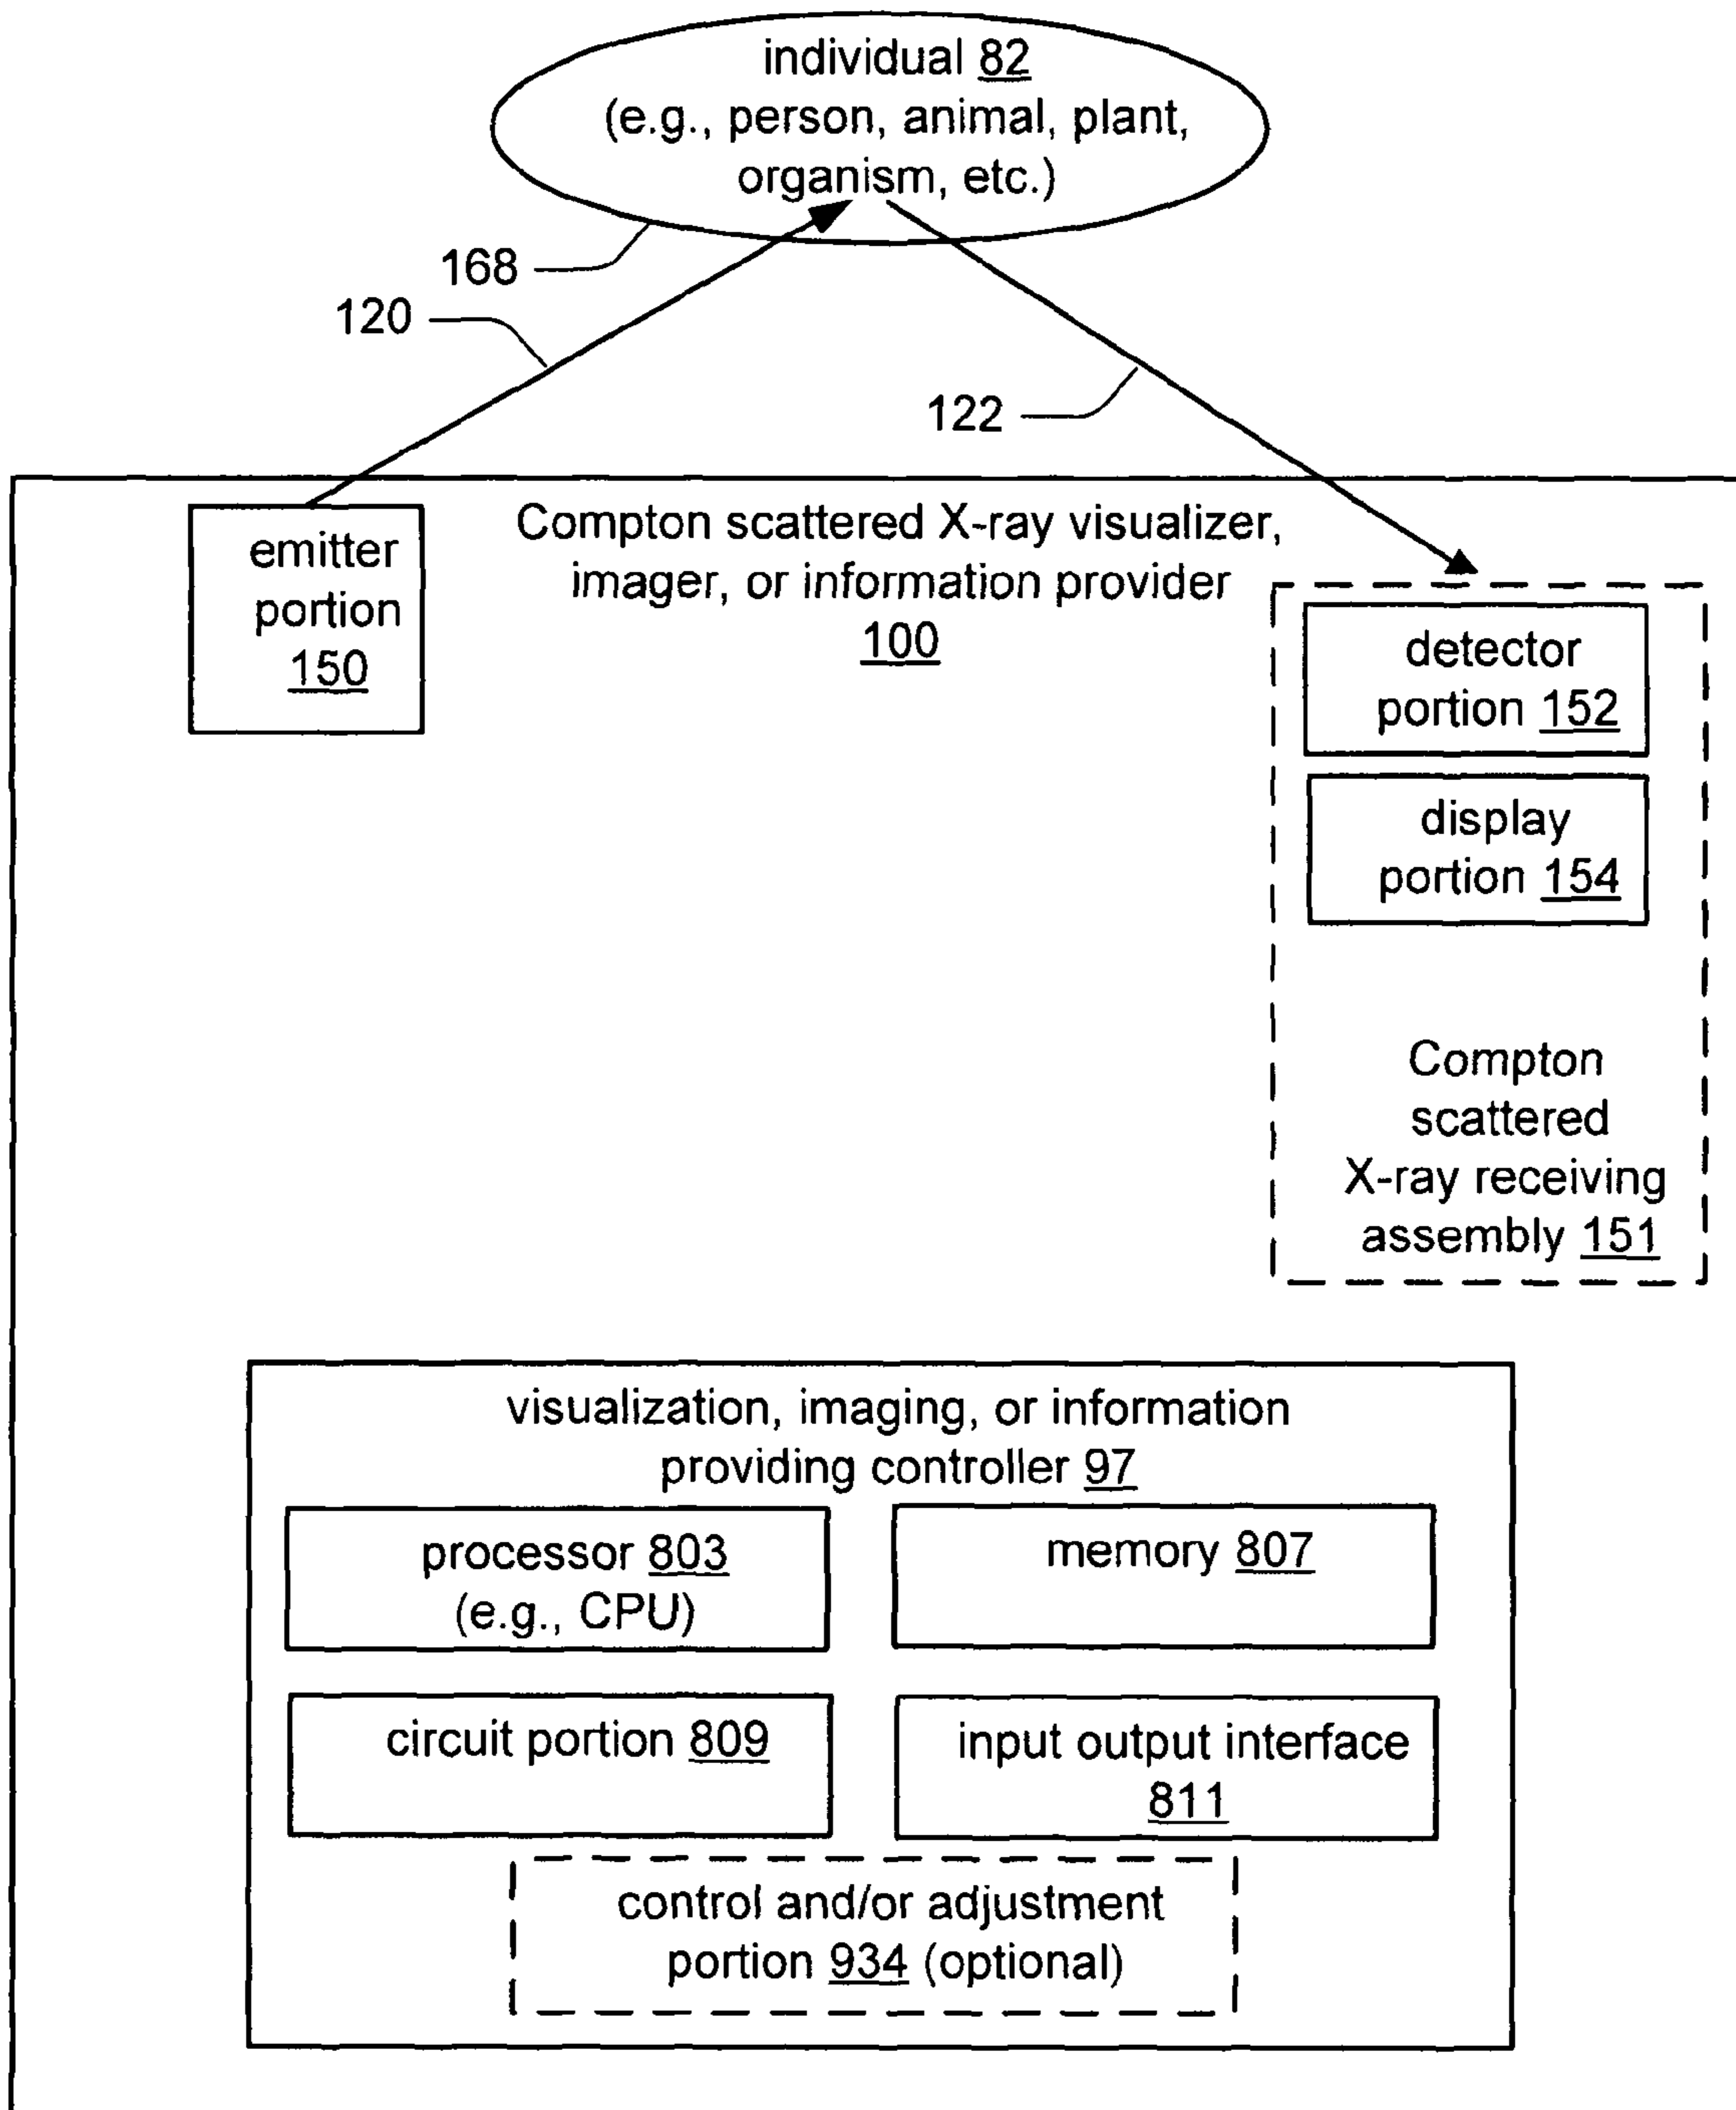 individual 82
(e.g., person, animal, plant,
organism, etc.)
168
120
122
emitter
portion
150
Compton scattered X-ray visualizer,
imager, or information provider
100
detector
portion 152
display
portion 154
Compton
scattered
X-ray receiving
assembly 151
visualization, imaging, or information
providing controller 97
processor 803
(e.g., CPU)
memory 807
circuit portion 809
input output interface
811
control and/or adjustment
portion 934 (optional)